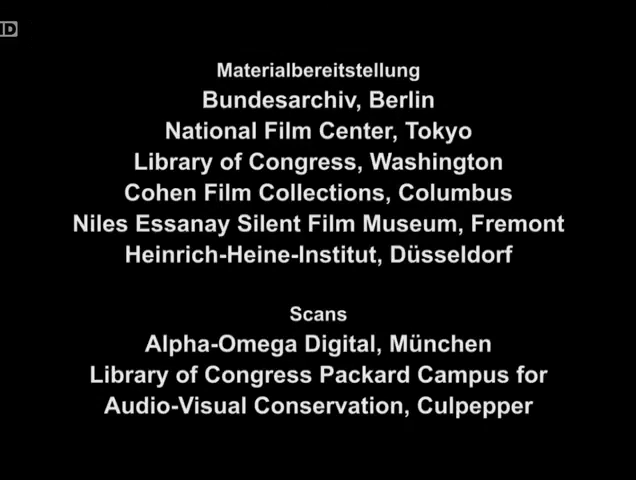 Materialbereitstellung
Bundesarchiv, Berlin
National Film Center, Tokyo
Library of Congress, Washington
Cohen Film Collections, Columbus
Niles Essanay Silent Film Museum, Fremont
Heinrich-Heine-Institut, Düsseldorf
Scans
Alpha-Omega Digital, München
Library of Congress Packard Campus for
Audio-Visual Conservation, Culpepper